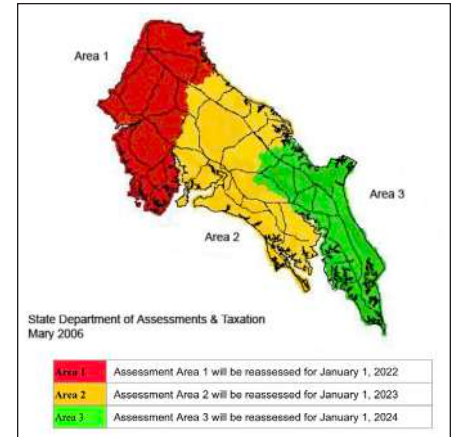 Area 1
Area 3
Area 2
State Department of Assessments & Taxation
Mary 2006
Area 1 Assessment Area 1 will be reassessed for January 1, 2022
Area 2 Assessment Area 2 will be reassessed for January 1, 2023
Area 3 Assessment Area 3 will be reassessed for January 1, 2024